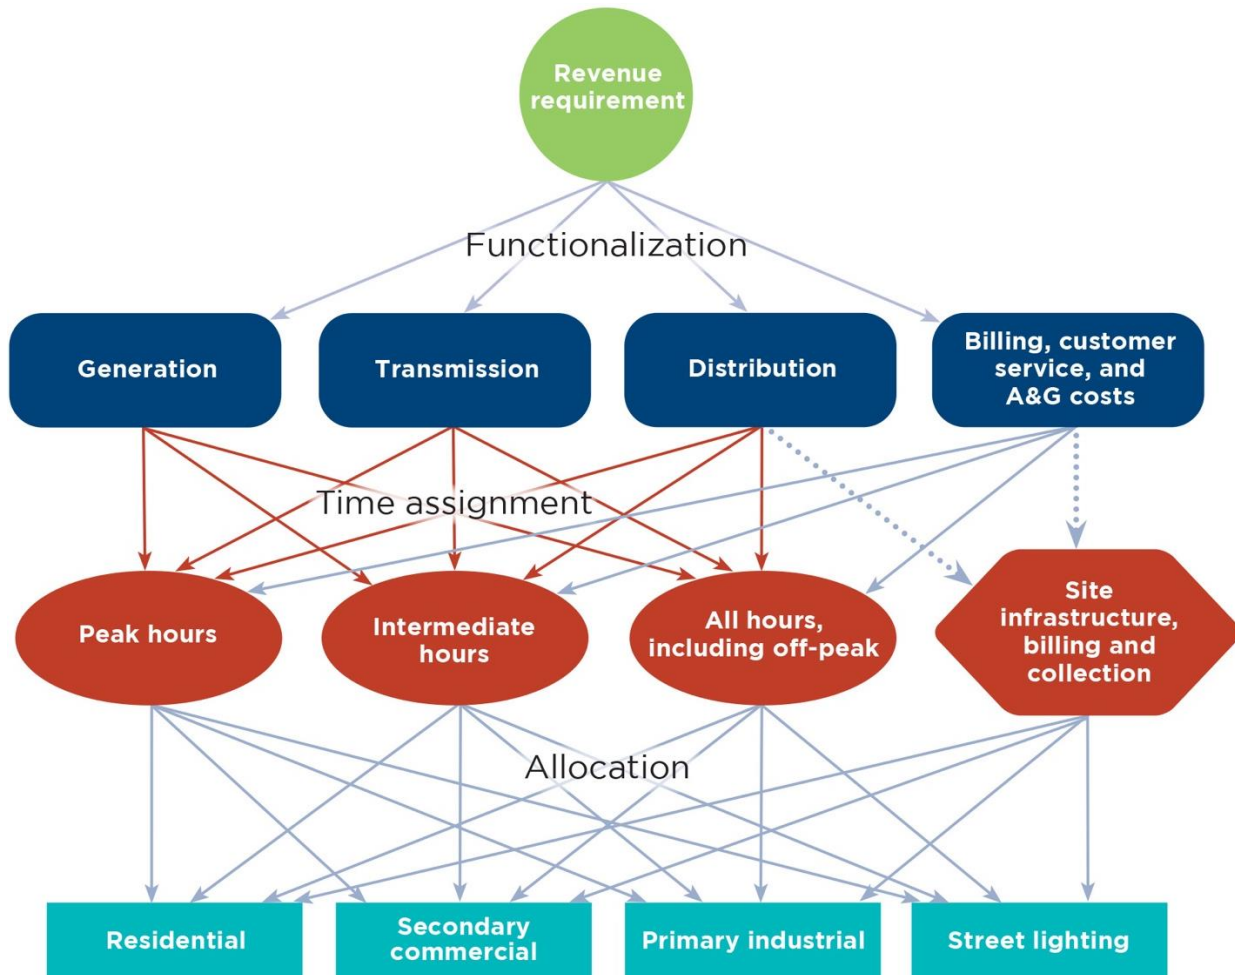 Revenue
requirement
Functionalization
Generation
Transmission
Distribution
Billing, customer
service, and
A&G costs
Time assignment
Peak hours
Intermediate
hours
All hours,
including off-peak
Site
infrastructure,
billing and
collection
Allocation
Residential
Secondary
commercial
Primary industrial
Street lighting